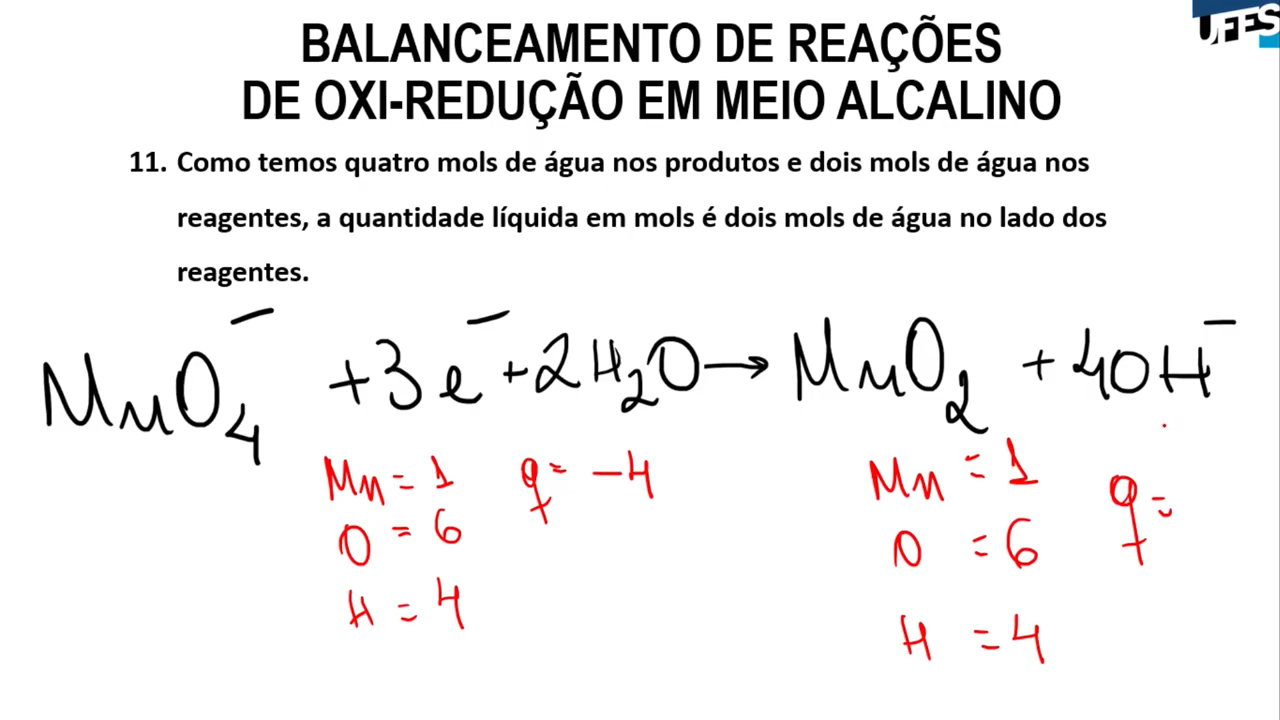 UFES
BALANCEAMENTO DE REAÇÕES
DE OXI-REDUÇÃO EM MEIO ALCALINO
11. Como temos quatro mols de água nos produtos e dois mols de água nos
reagentes, a quantidade líquida em mols é dois mols de água no lado dos
reagentes.
MnO₄⁻ + 3e⁻ + 2H₂O → MnO₂ + 4OH⁻
Mn = 1 q = -4 Mn = 1 q =
O = 6 O = 6
H = 4 H = 4